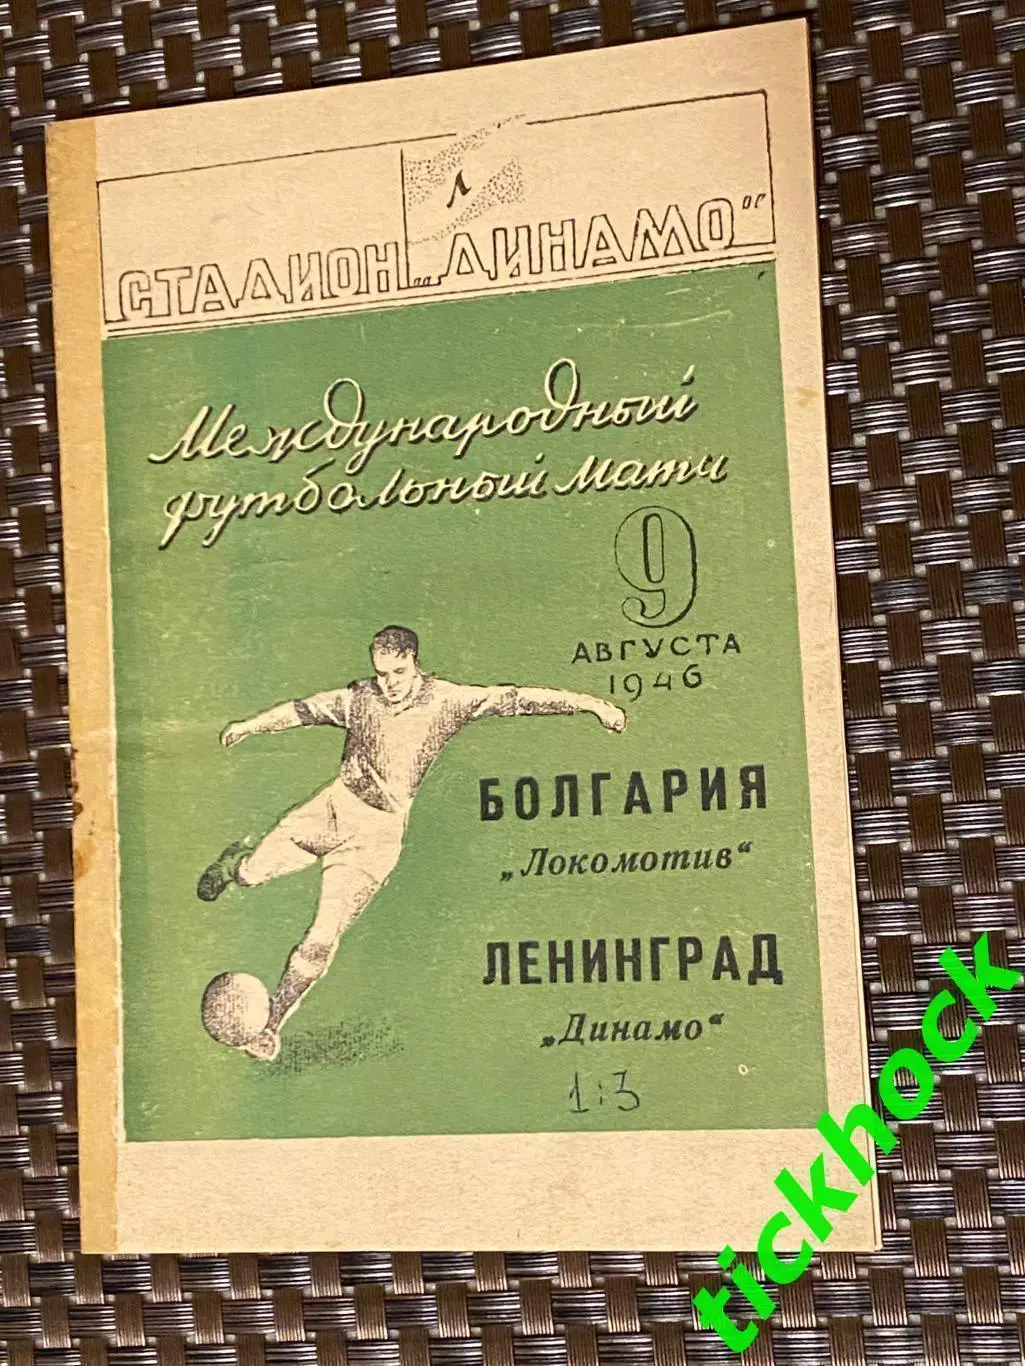 Л
СТАДИОН „ДИНАМО"
Международный
футбольный матч
9
АВГУСТА
1946
БОЛГАРИЯ
„Локомотив“
ЛЕНИНГРАД
„Динамо“
1:3
tickhock